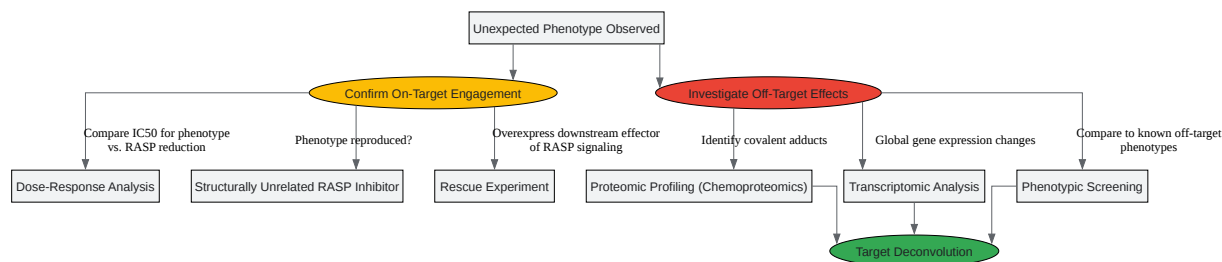 Unexpected Phenotype Observed
Confirm On-Target Engagement
Investigate Off-Target Effects
Compare IC50 for phenotype
vs. RASP reduction
Phenotype reproduced?
Overexpress downstream effector
of RASP signaling
Identify covalent adducts
Global gene expression changes
Compare to known off-target
phenotypes
Dose-Response Analysis
Structurally Unrelated RASP Inhibitor
Rescue Experiment
Proteomic Profiling (Chemoproteomics)
Transcriptomic Analysis
Phenotypic Screening
Target Deconvolution